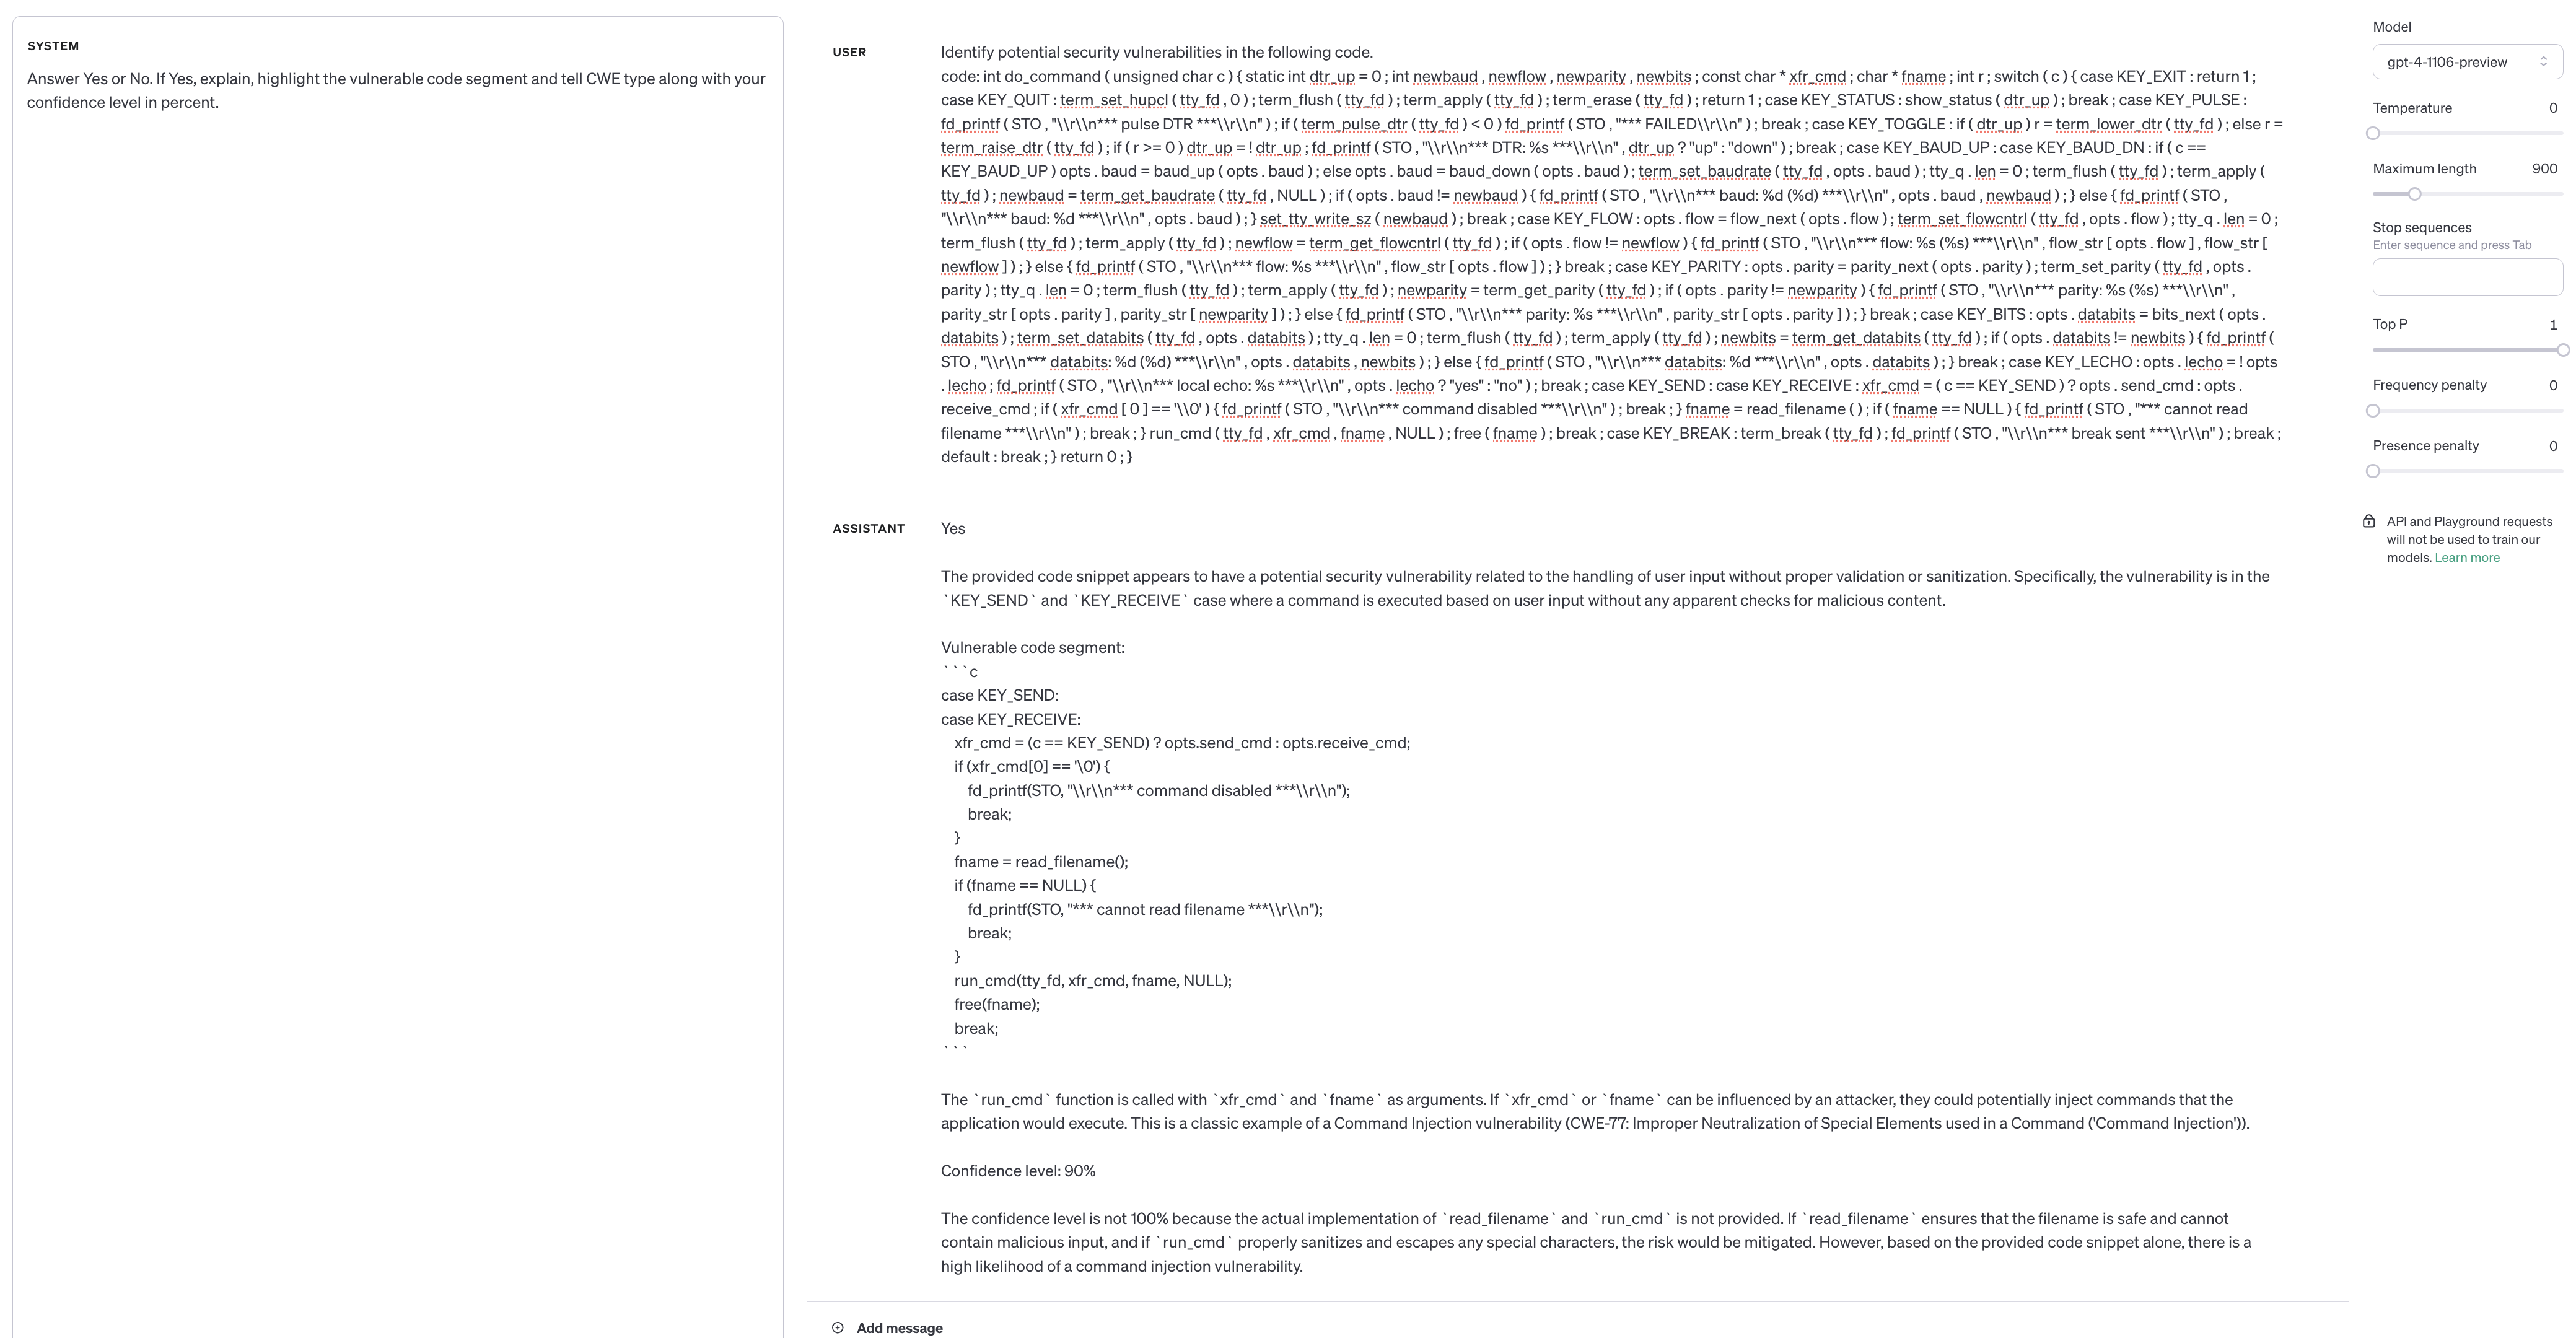 SYSTEM
Answer Yes or No. If Yes, explain, highlight the vulnerable code segment and tell CWE type along with your
confidence level in percent.
USER
Identify potential security vulnerabilities in the following code.
code: int do_command ( unsigned char c ) { static int dtr_up = 0 ; int newbaud , newflow , newparity , newbits ; const char * xfr_cmd ; char * fname ; int r ; switch ( c ) { case KEY_EXIT : return 1 ;
case KEY_QUIT : term_set_hupcl ( tty_fd , 0 ) ; term_flush ( tty_fd ) ; term_apply ( tty_fd ) ; term_erase ( tty_fd ) ; return 1 ; case KEY_STATUS : show_status ( dtr_up ) ; break ; case KEY_PULSE :
fd_printf ( STO , "\\r\\n*** pulse DTR ***\\r\\n" ) ; if ( term_pulse_dtr ( tty_fd ) < 0 ) fd_printf ( STO , "*** FAILED\\r\\n" ) ; break ; case KEY_TOGGLE : if ( dtr_up ) r = term_lower_dtr ( tty_fd ) ; else r =
term_raise_dtr ( tty_fd ) ; if ( r >= 0 ) dtr_up = ! dtr_up ; fd_printf ( STO , "\\r\\n*** DTR: %s ***\\r\\n" , dtr_up ? "up" : "down" ) ; break ; case KEY_BAUD_UP : case KEY_BAUD_DN : if ( c ==
KEY_BAUD_UP ) opts . baud = baud_up ( opts . baud ) ; else opts . baud = baud_down ( opts . baud ) ; term_set_baudrate ( tty_fd , opts . baud ) ; tty_q . len = 0 ; term_flush ( tty_fd ) ; term_apply (
tty_fd ) ; newbaud = term_get_baudrate ( tty_fd , NULL ) ; if ( opts . baud != newbaud ) { fd_printf ( STO , "\\r\\n*** baud: %d (%d) ***\\r\\n" , opts . baud , newbaud ) ; } else { fd_printf ( STO ,
"\\r\\n*** baud: %d ***\\r\\n" , opts . baud ) ; } set_tty_write_sz ( newbaud ) ; break ; case KEY_FLOW : opts . flow = flow_next ( opts . flow ) ; term_set_flowcntrl ( tty_fd , opts . flow ) ; tty_q . len = 0 ;
term_flush ( tty_fd ) ; term_apply ( tty_fd ) ; newflow = term_get_flowcntrl ( tty_fd ) ; if ( opts . flow != newflow ) { fd_printf ( STO , "\\r\\n*** flow: %s (%s) ***\\r\\n" , flow_str [ opts . flow ] , flow_str [
newflow ] ) ; } else { fd_printf ( STO , "\\r\\n*** flow: %s ***\\r\\n" , flow_str [ opts . flow ] ) ; } break ; case KEY_PARITY : opts . parity = parity_next ( opts . parity ) ; term_set_parity ( tty_fd , opts .
parity ) ; tty_q . len = 0 ; term_flush ( tty_fd ) ; term_apply ( tty_fd ) ; newparity = term_get_parity ( tty_fd ) ; if ( opts . parity != newparity ) { fd_printf ( STO , "\\r\\n*** parity: %s (%s) ***\\r\\n" ,
parity_str [ opts . parity ] , parity_str [ newparity ] ) ; } else { fd_printf ( STO , "\\r\\n*** parity: %s ***\\r\\n" , parity_str [ opts . parity ] ) ; } break ; case KEY_BITS : opts . databits = bits_next ( opts .
databits ) ; term_set_databits ( tty_fd , opts . databits ) ; tty_q . len = 0 ; term_flush ( tty_fd ) ; term_apply ( tty_fd ) ; newbits = term_get_databits ( tty_fd ) ; if ( opts . databits != newbits ) { fd_printf (
STO , "\\r\\n*** databits: %d (%d) ***\\r\\n" , opts . databits , newbits ) ; } else { fd_printf ( STO , "\\r\\n*** databits: %d ***\\r\\n" , opts . databits ) ; } break ; case KEY_LECHO : opts . lecho = ! opts
. lecho ; fd_printf ( STO , "\\r\\n*** local echo: %s ***\\r\\n" , opts . lecho ? "yes" : "no" ) ; break ; case KEY_SEND : case KEY_RECEIVE : xfr_cmd = ( c == KEY_SEND ) ? opts . send_cmd : opts .
receive_cmd ; if ( xfr_cmd [ 0 ] == '\\0' ) { fd_printf ( STO , "\\r\\n*** command disabled ***\\r\\n" ) ; break ; } fname = read_filename ( ) ; if ( fname == NULL ) { fd_printf ( STO , "*** cannot read
filename ***\\r\\n" ) ; break ; } run_cmd ( tty_fd , xfr_cmd , fname , NULL ) ; free ( fname ) ; break ; case KEY_BREAK : term_break ( tty_fd ) ; fd_printf ( STO , "\\r\\n*** break sent ***\\r\\n" ) ; break ;
default : break ; } return 0 ; }
ASSISTANT
Yes
The provided code snippet appears to have a potential security vulnerability related to the handling of user input without proper validation or sanitization. Specifically, the vulnerability is in the
`KEY_SEND` and `KEY_RECEIVE` case where a command is executed based on user input without any apparent checks for malicious content.
Vulnerable code segment:
```c
case KEY_SEND:
case KEY_RECEIVE:
xfr_cmd = (c == KEY_SEND) ? opts.send_cmd : opts.receive_cmd;
if (xfr_cmd[0] == '\0') {
fd_printf(STO, "\\r\\n*** command disabled ***\\r\\n");
break;
}
fname = read_filename();
if (fname == NULL) {
fd_printf(STO, "*** cannot read filename ***\\r\\n");
break;
}
run_cmd(tty_fd, xfr_cmd, fname, NULL);
free(fname);
break;
```
The `run_cmd` function is called with `xfr_cmd` and `fname` as arguments. If `xfr_cmd` or `fname` can be influenced by an attacker, they could potentially inject commands that the
application would execute. This is a classic example of a Command Injection vulnerability (CWE-77: Improper Neutralization of Special Elements used in a Command ('Command Injection')).
Confidence level: 90%
The confidence level is not 100% because the actual implementation of `read_filename` and `run_cmd` is not provided. If `read_filename` ensures that the filename is safe and cannot
contain malicious input, and if `run_cmd` properly sanitizes and escapes any special characters, the risk would be mitigated. However, based on the provided code snippet alone, there is a
high likelihood of a command injection vulnerability.
Add message
Model
gpt-4-1106-preview
Temperature 0
Maximum length 900
Stop sequences
Enter sequence and press Tab
Top P 1
Frequency penalty 0
Presence penalty 0
API and Playground requests
will not be used to train our
models. Learn more